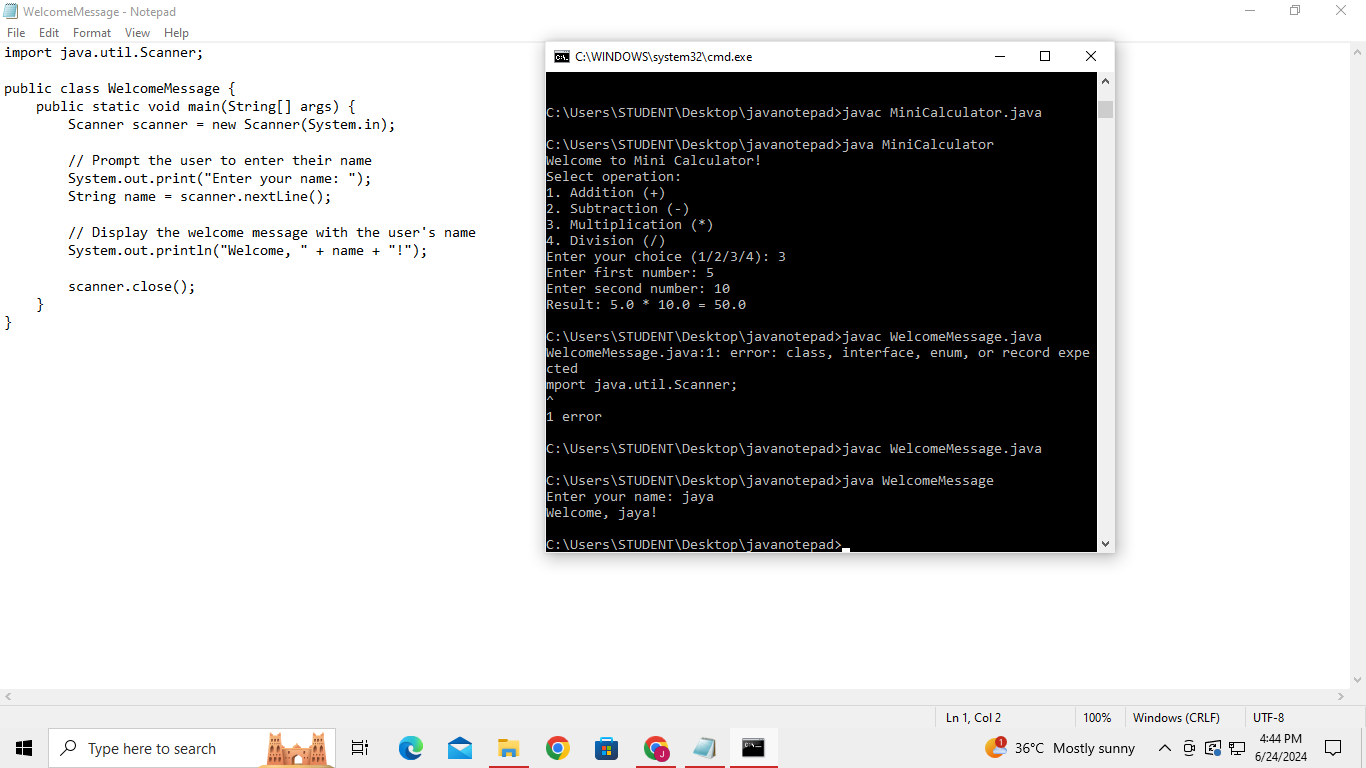 WelcomeMessage - Notepad
File Edit Format View Help
import java.util.Scanner;
public class WelcomeMessage {
public static void main(String[] args) {
Scanner scanner = new Scanner(System.in);
// Prompt the user to enter their name
System.out.print("Enter your name: ");
String name = scanner.nextLine();
// Display the welcome message with the user's name
System.out.println("Welcome, " + name + "!");
scanner.close();
}
}
C:\WINDOWS\system32\cmd.exe
C:\Users\STUDENT\Desktop\javanotepad>javac MiniCalculator.java
C:\Users\STUDENT\Desktop\javanotepad>java MiniCalculator
Welcome to Mini Calculator!
Select operation:
1. Addition (+)
2. Subtraction (-)
3. Multiplication (*)
4. Division (/)
Enter your choice (1/2/3/4): 3
Enter first number: 5
Enter second number: 10
Result: 5.0 * 10.0 = 50.0
C:\Users\STUDENT\Desktop\javanotepad>javac WelcomeMessage.java
WelcomeMessage.java:1: error: class, interface, enum, or record expe
cted
mport java.util.Scanner;
^
1 error
C:\Users\STUDENT\Desktop\javanotepad>javac WelcomeMessage.java
C:\Users\STUDENT\Desktop\javanotepad>java WelcomeMessage
Enter your name: jaya
Welcome, jaya!
C:\Users\STUDENT\Desktop\javanotepad>
Ln 1, Col 2 100% Windows (CRLF) UTF-8
Type here to search
J
1
36°C Mostly sunny
4:44 PM
6/24/2024